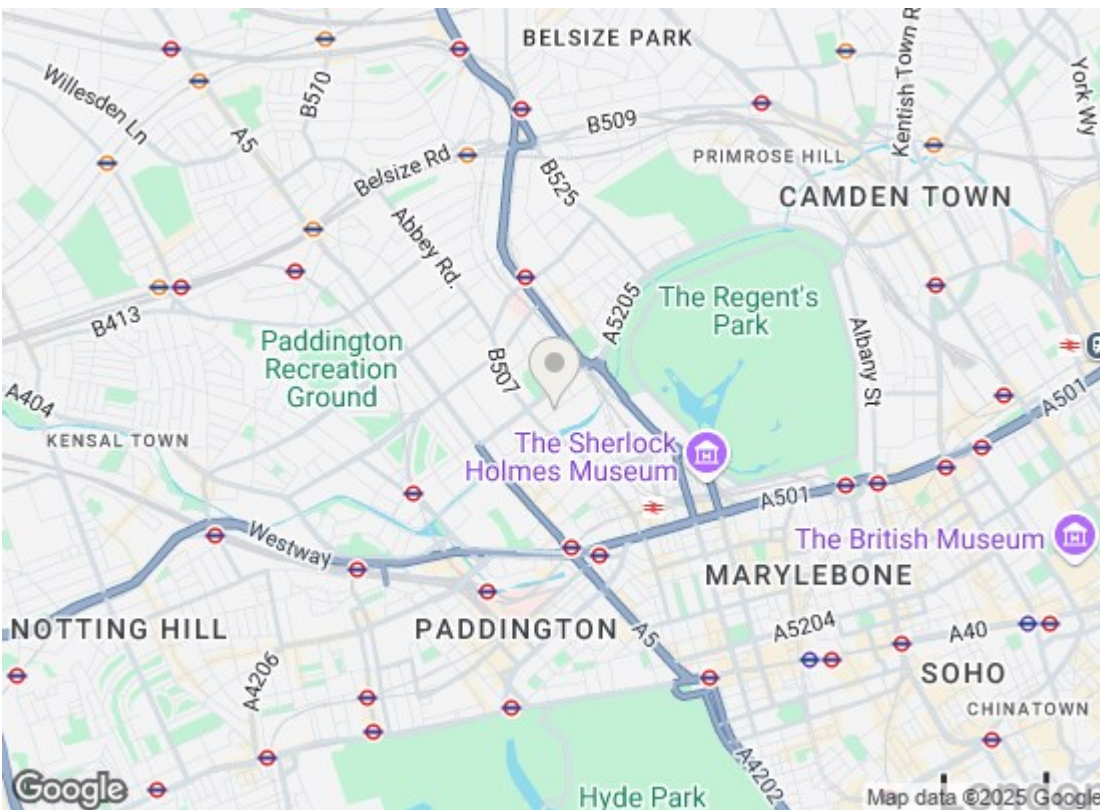 BELSIZE PARK
Kentish Town R
York Wy
Willesden Ln
B510
A5
B509
PRIMROSE HILL
Belsize Rd
B525
CAMDEN TOWN
Abbey Rd.
The Regent's
Park
A5205
B413
Paddington
Recreation
Ground
B507
Albany St
A404
A501
KENSAL TOWN
The Sherlock
Holmes Museum
A501
Westway
The British Museum
MARYLEBONE
NOTTING HILL
PADDINGTON
A5
A5204
A40
A4206
SOHO
CHINATOWN
A4202
Google
Hyde Park
Map data ©2025 Google